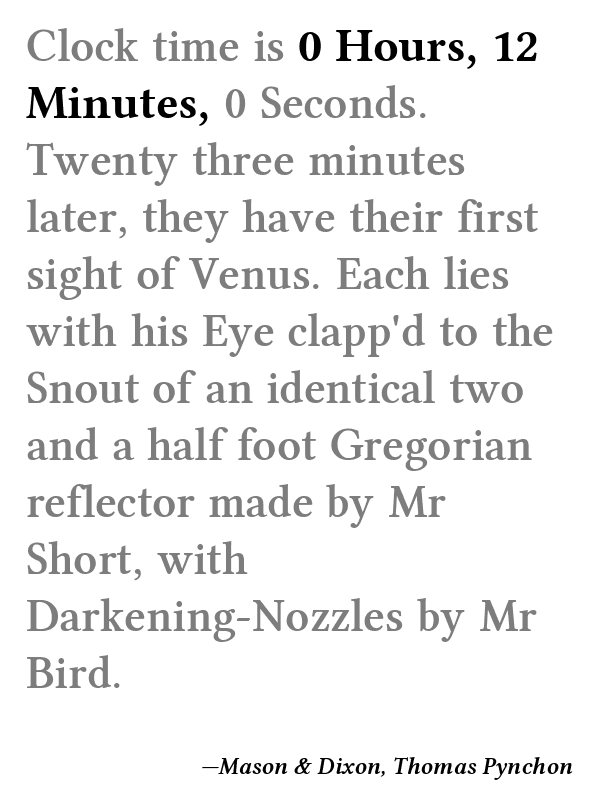 Clock time is 0 Hours, 12
Minutes, 0 Seconds.
Twenty three minutes
later, they have their first
sight of Venus. Each lies
with his Eye clapp'd to the
Snout of an identical two
and a half foot Gregorian
reflector made by Mr
Short, with
Darkening-Nozzles by Mr
Bird.
—Mason & Dixon, Thomas Pynchon